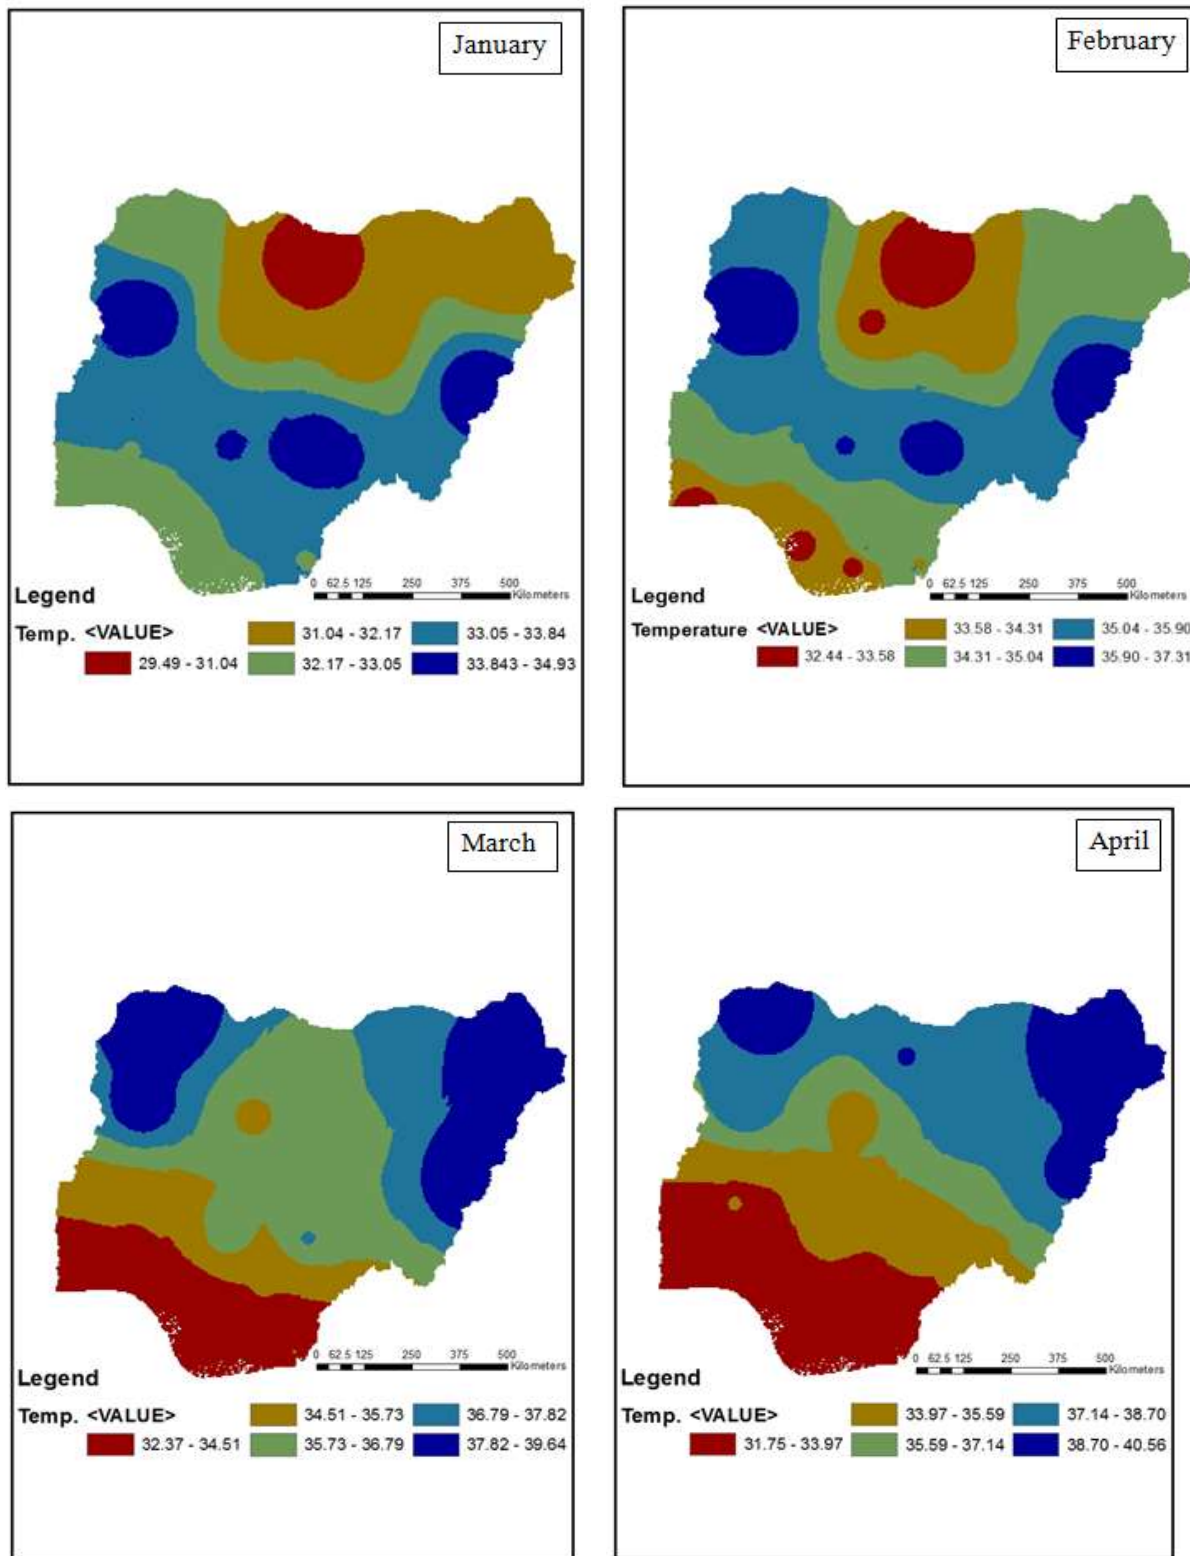 January
0 62.5 125 250 375 500
Kilometers
Legend
Temp. <VALUE> 31.04 - 32.17 33.05 - 33.84
29.49 - 31.04 32.17 - 33.05 33.843 - 34.93
February
0 62.5 125 250 375 500
Kilometers
Legend
Temperature <VALUE> 33.58 - 34.31 35.04 - 35.90
32.44 - 33.58 34.31 - 35.04 35.90 - 37.31
March
0 62.5 125 250 375 500
Kilometers
Legend
Temp. <VALUE> 34.51 - 35.73 36.79 - 37.82
32.37 - 34.51 35.73 - 36.79 37.82 - 39.64
April
0 62.5 125 250 375 500
Kilometers
Legend
Temp. <VALUE> 33.97 - 35.59 37.14 - 38.70
31.75 - 33.97 35.59 - 37.14 38.70 - 40.56